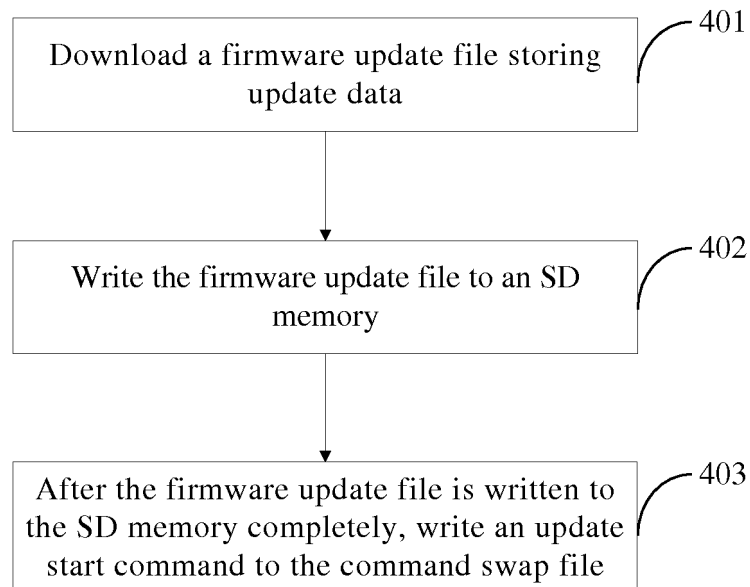 Download a firmware update file storing
update data
401
Write the firmware update file to an SD
memory
402
After the firmware update file is written to
the SD memory completely, write an update
start command to the command swap file
403